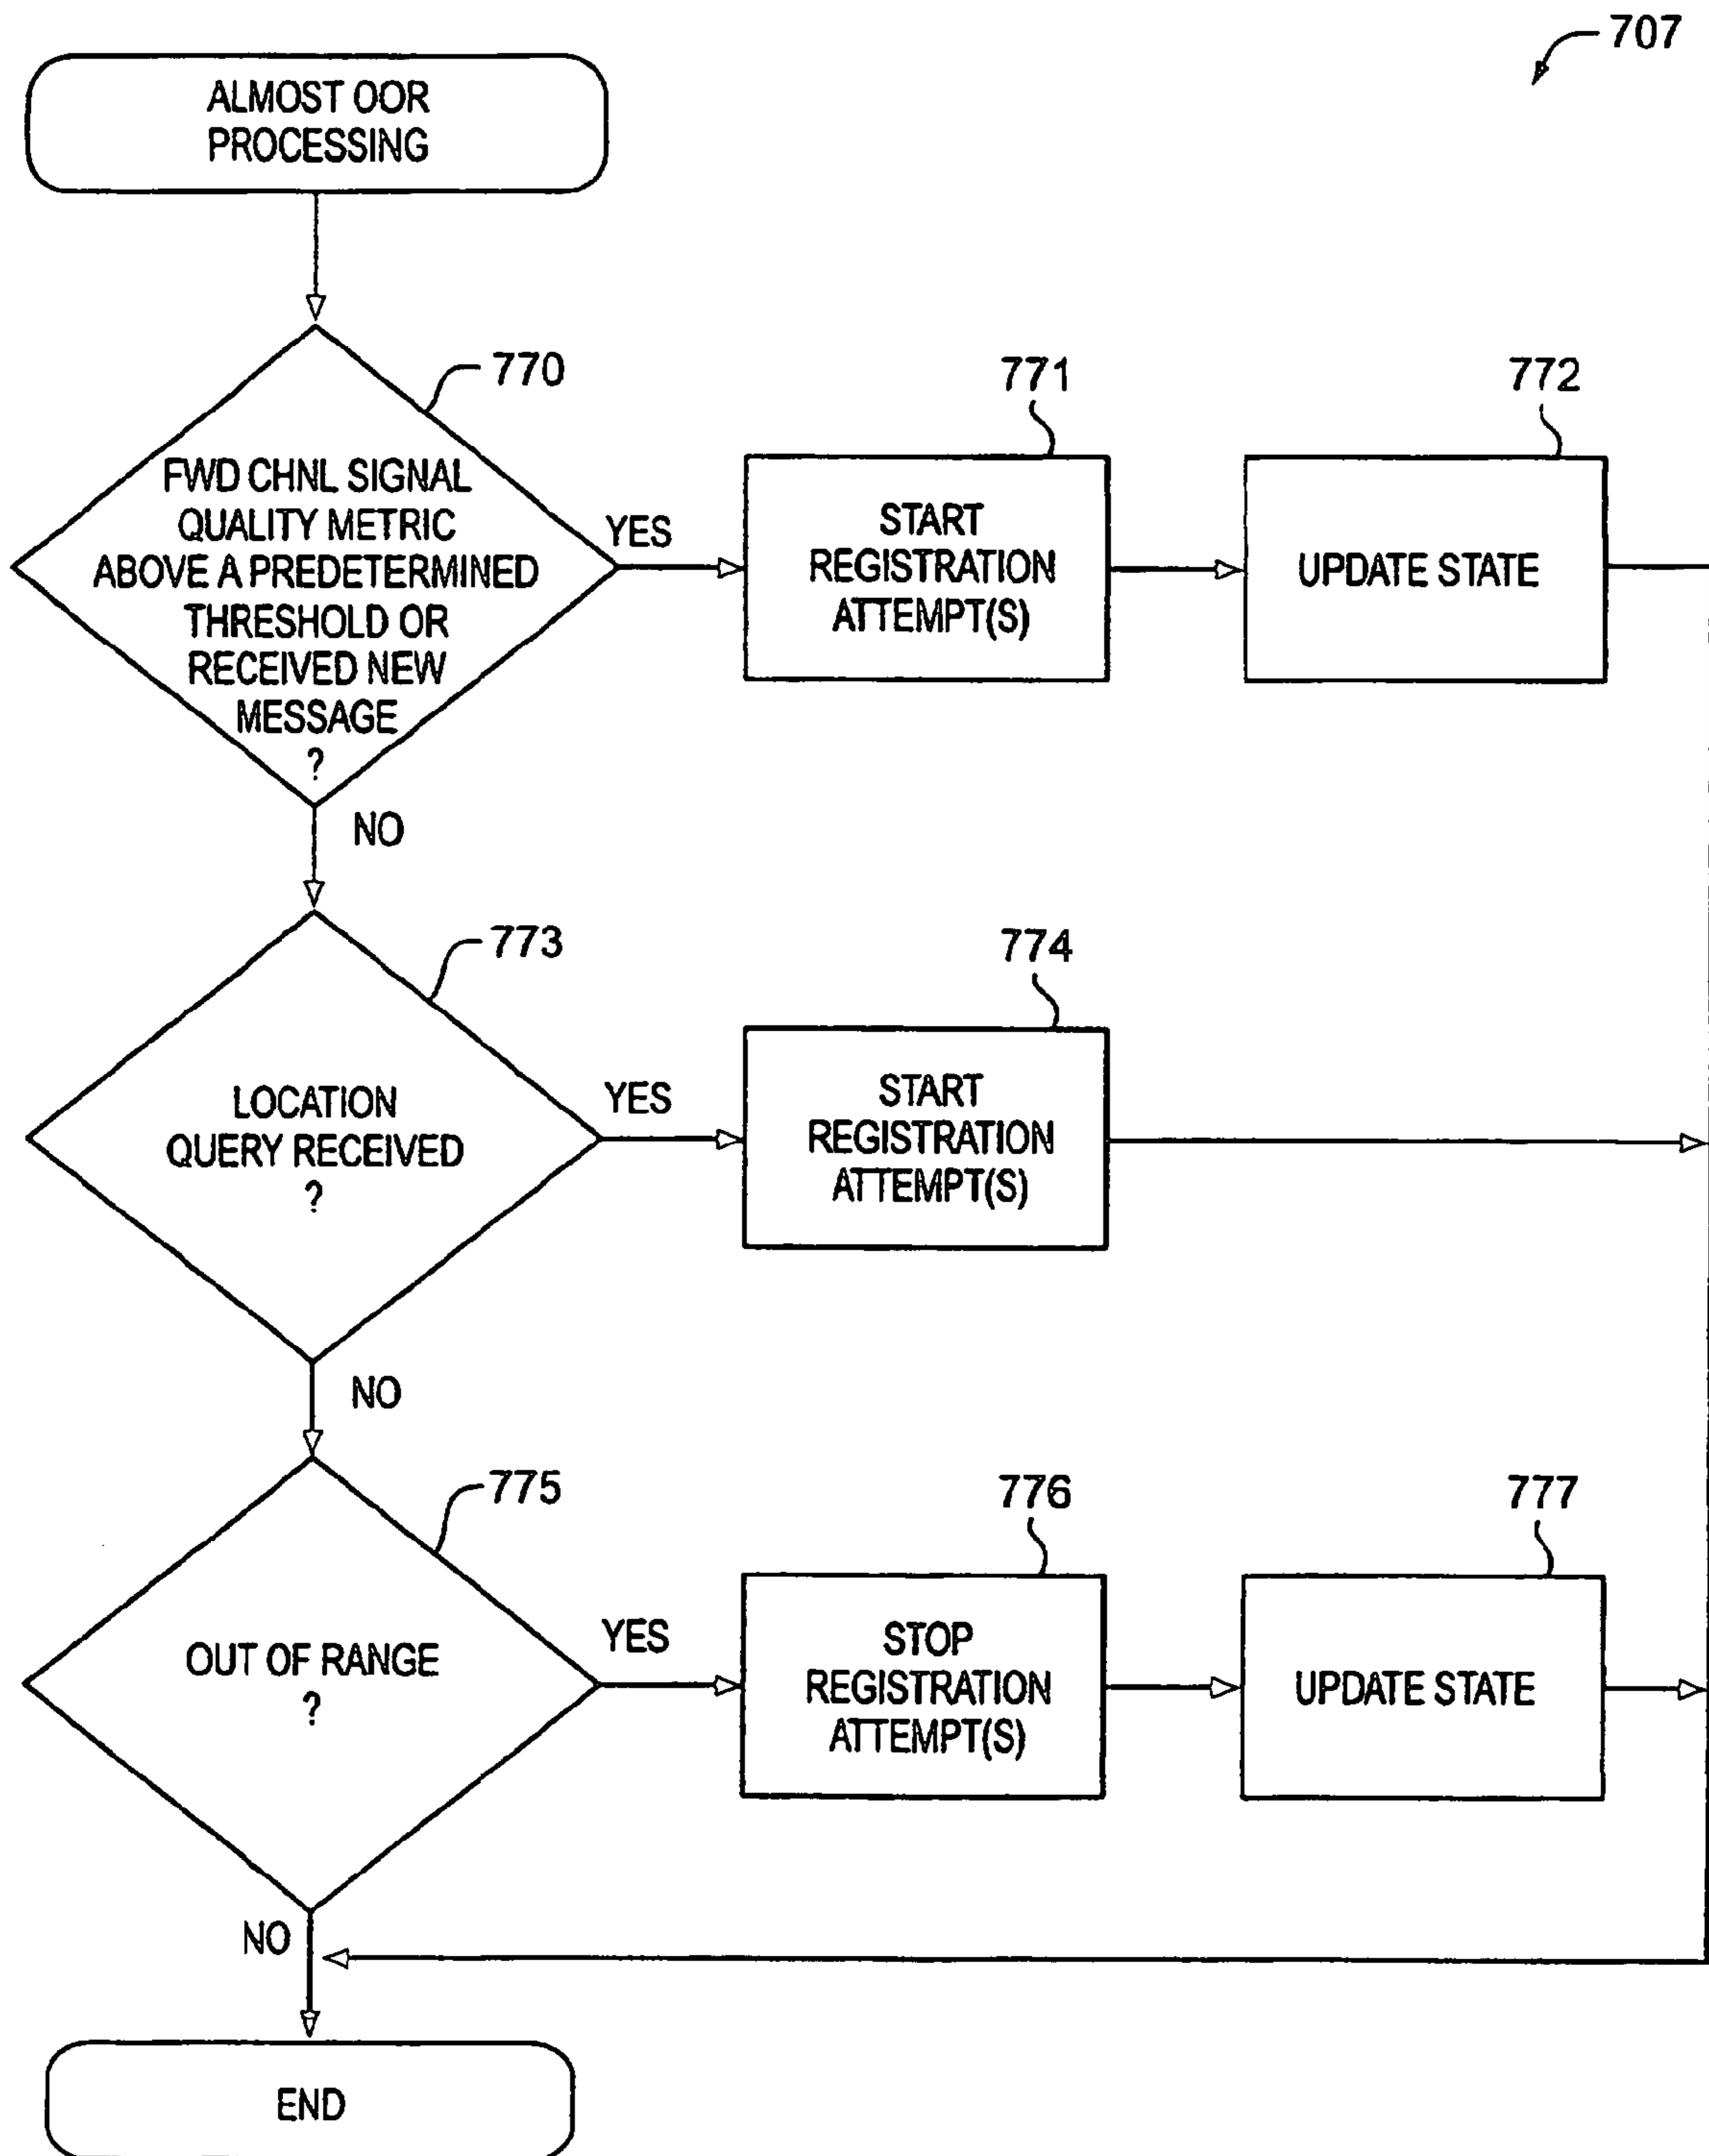 707
ALMOST OOR
PROCESSING
770
FWD CHNL SIGNAL
QUALITY METRIC
ABOVE A PREDETERMINED
THRESHOLD OR
RECEIVED NEW
MESSAGE
?
YES
771
START
REGISTRATION
ATTEMPT(S)
772
UPDATE STATE
NO
773
LOCATION
QUERY RECEIVED
?
YES
774
START
REGISTRATION
ATTEMPT(S)
NO
775
OUT OF RANGE
?
YES
776
STOP
REGISTRATION
ATTEMPT(S)
777
UPDATE STATE
NO
END